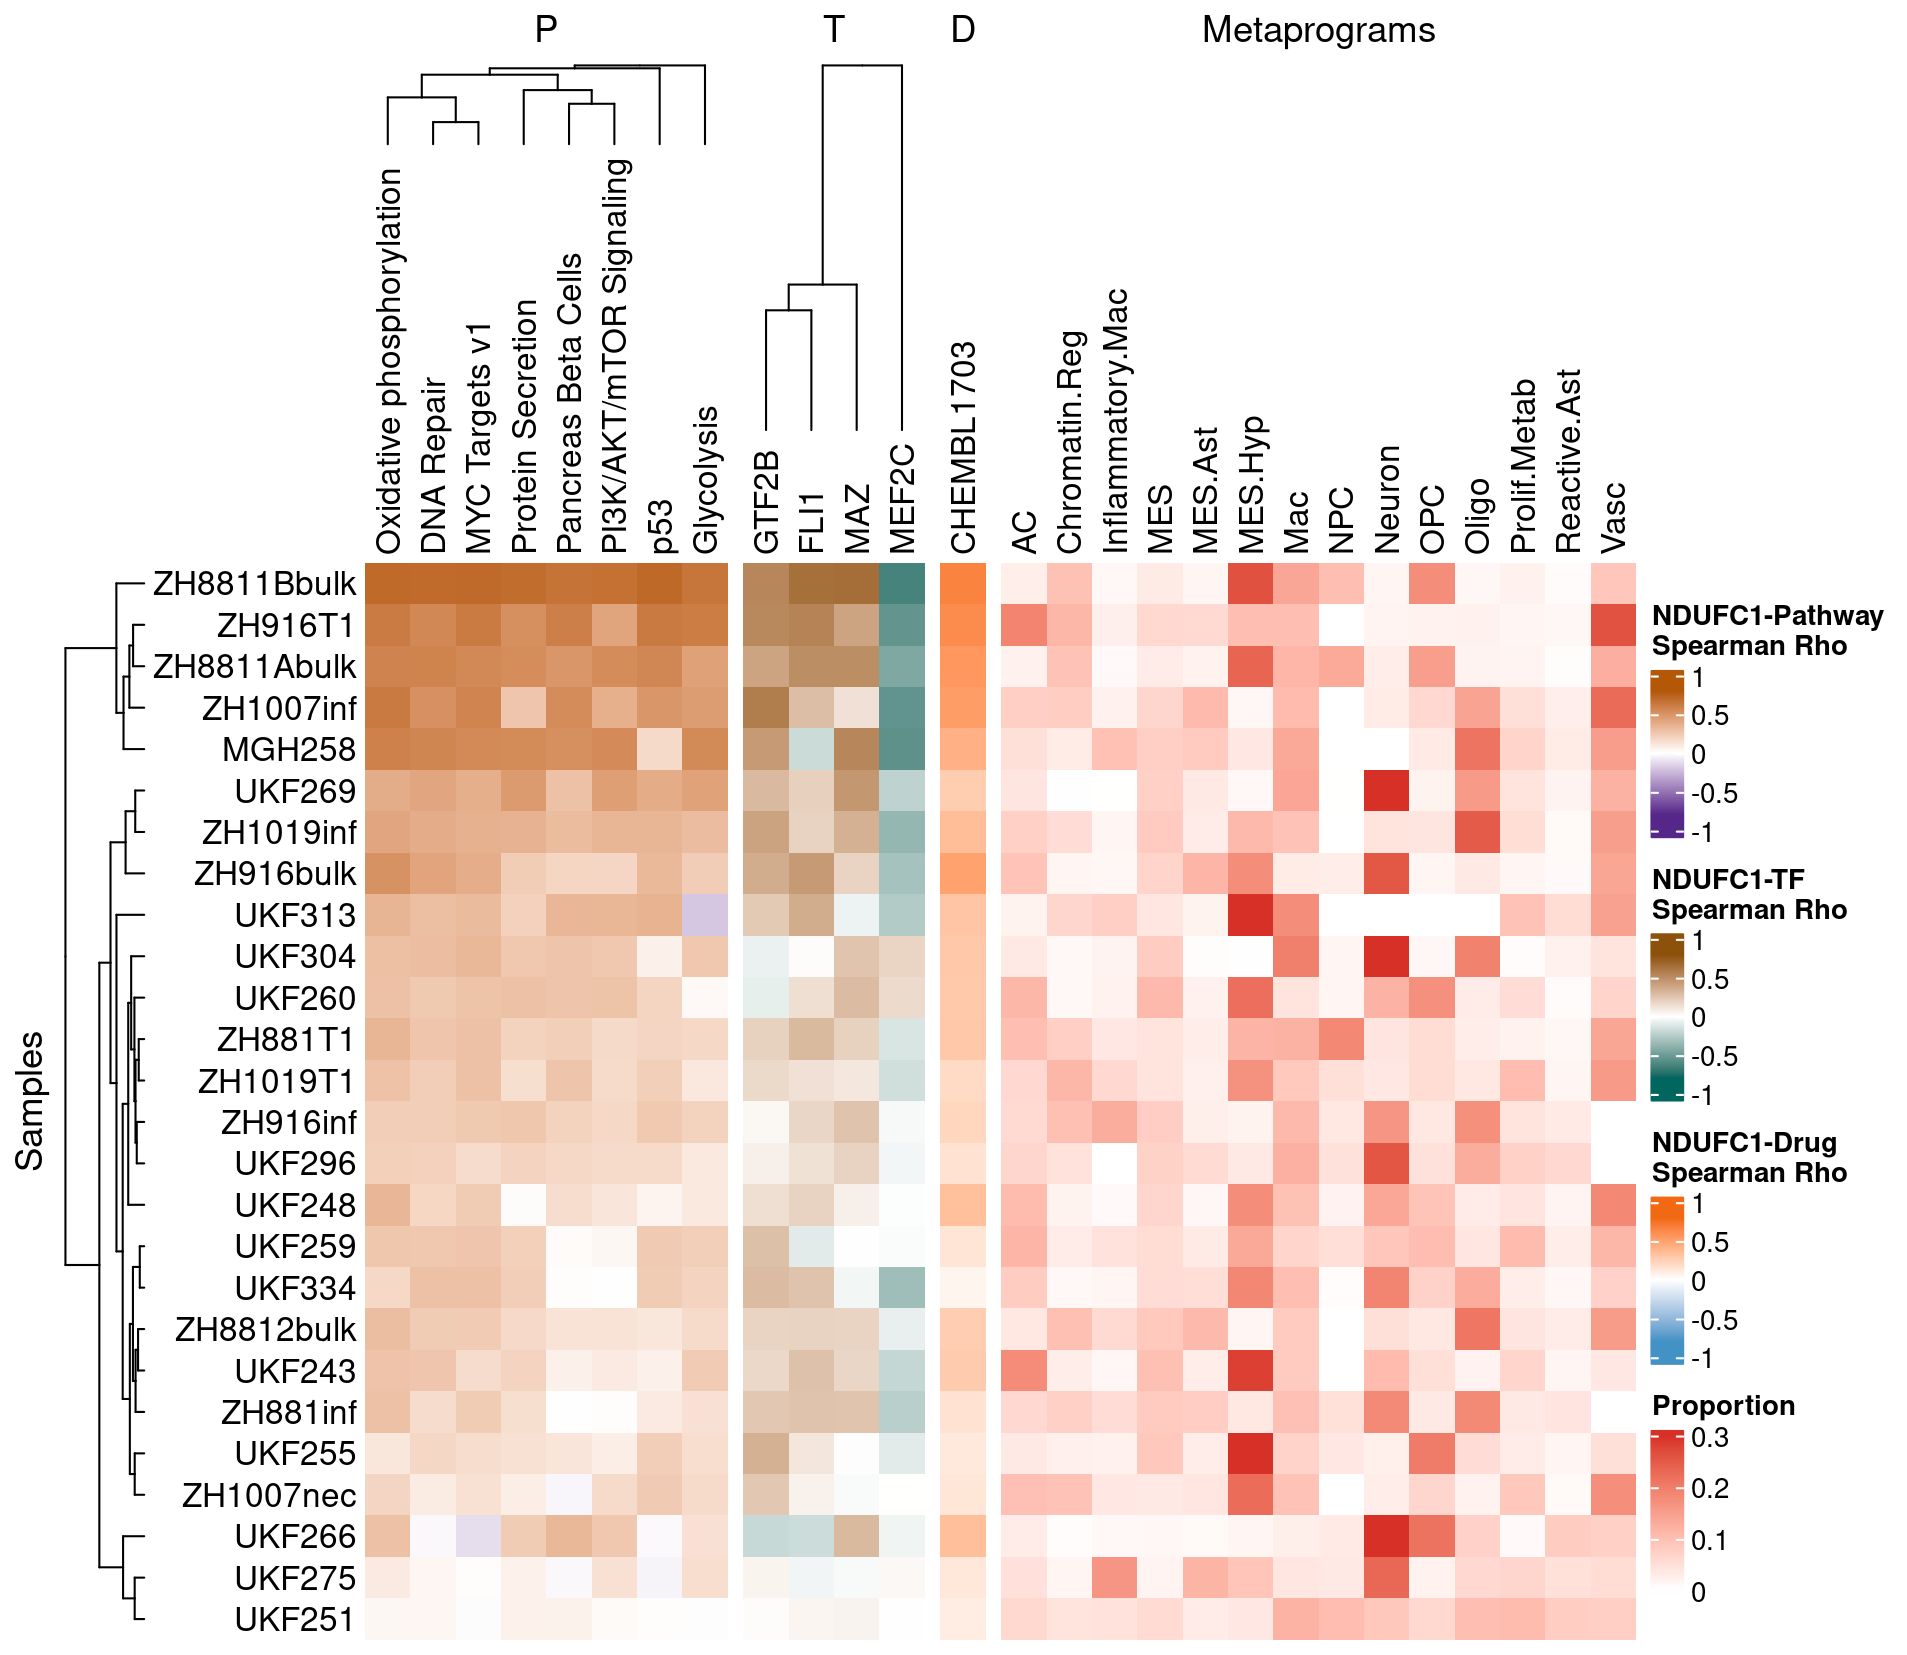 P
T
D
Metaprograms
Oxidative phosphorylation
DNA Repair
MYC Targets v1
Protein Secretion
Pancreas Beta Cells
PI3K/AKT/mTOR Signaling
p53
Glycolysis
GTF2B
FLI1
MAZ
MEF2C
CHEMBL1703
AC
Chromatin.Reg
Inflammatory.Mac
MES
MES.Ast
MES.Hyp
Mac
NPC
Neuron
OPC
Oligo
Prolif.Metab
Reactive.Ast
Vasc
Samples
ZH8811Bbulk
ZH916T1
ZH8811Abulk
ZH1007inf
MGH258
UKF269
ZH1019inf
ZH916bulk
UKF313
UKF304
UKF260
ZH881T1
ZH1019T1
ZH916inf
UKF296
UKF248
UKF259
UKF334
ZH8812bulk
UKF243
ZH881inf
UKF255
ZH1007nec
UKF266
UKF275
UKF251
NDUFC1-Pathway
Spearman Rho
1
0.5
0
-0.5
-1
NDUFC1-TF
Spearman Rho
1
0.5
0
-0.5
-1
NDUFC1-Drug
Spearman Rho
1
0.5
0
-0.5
-1
Proportion
0.3
0.2
0.1
0